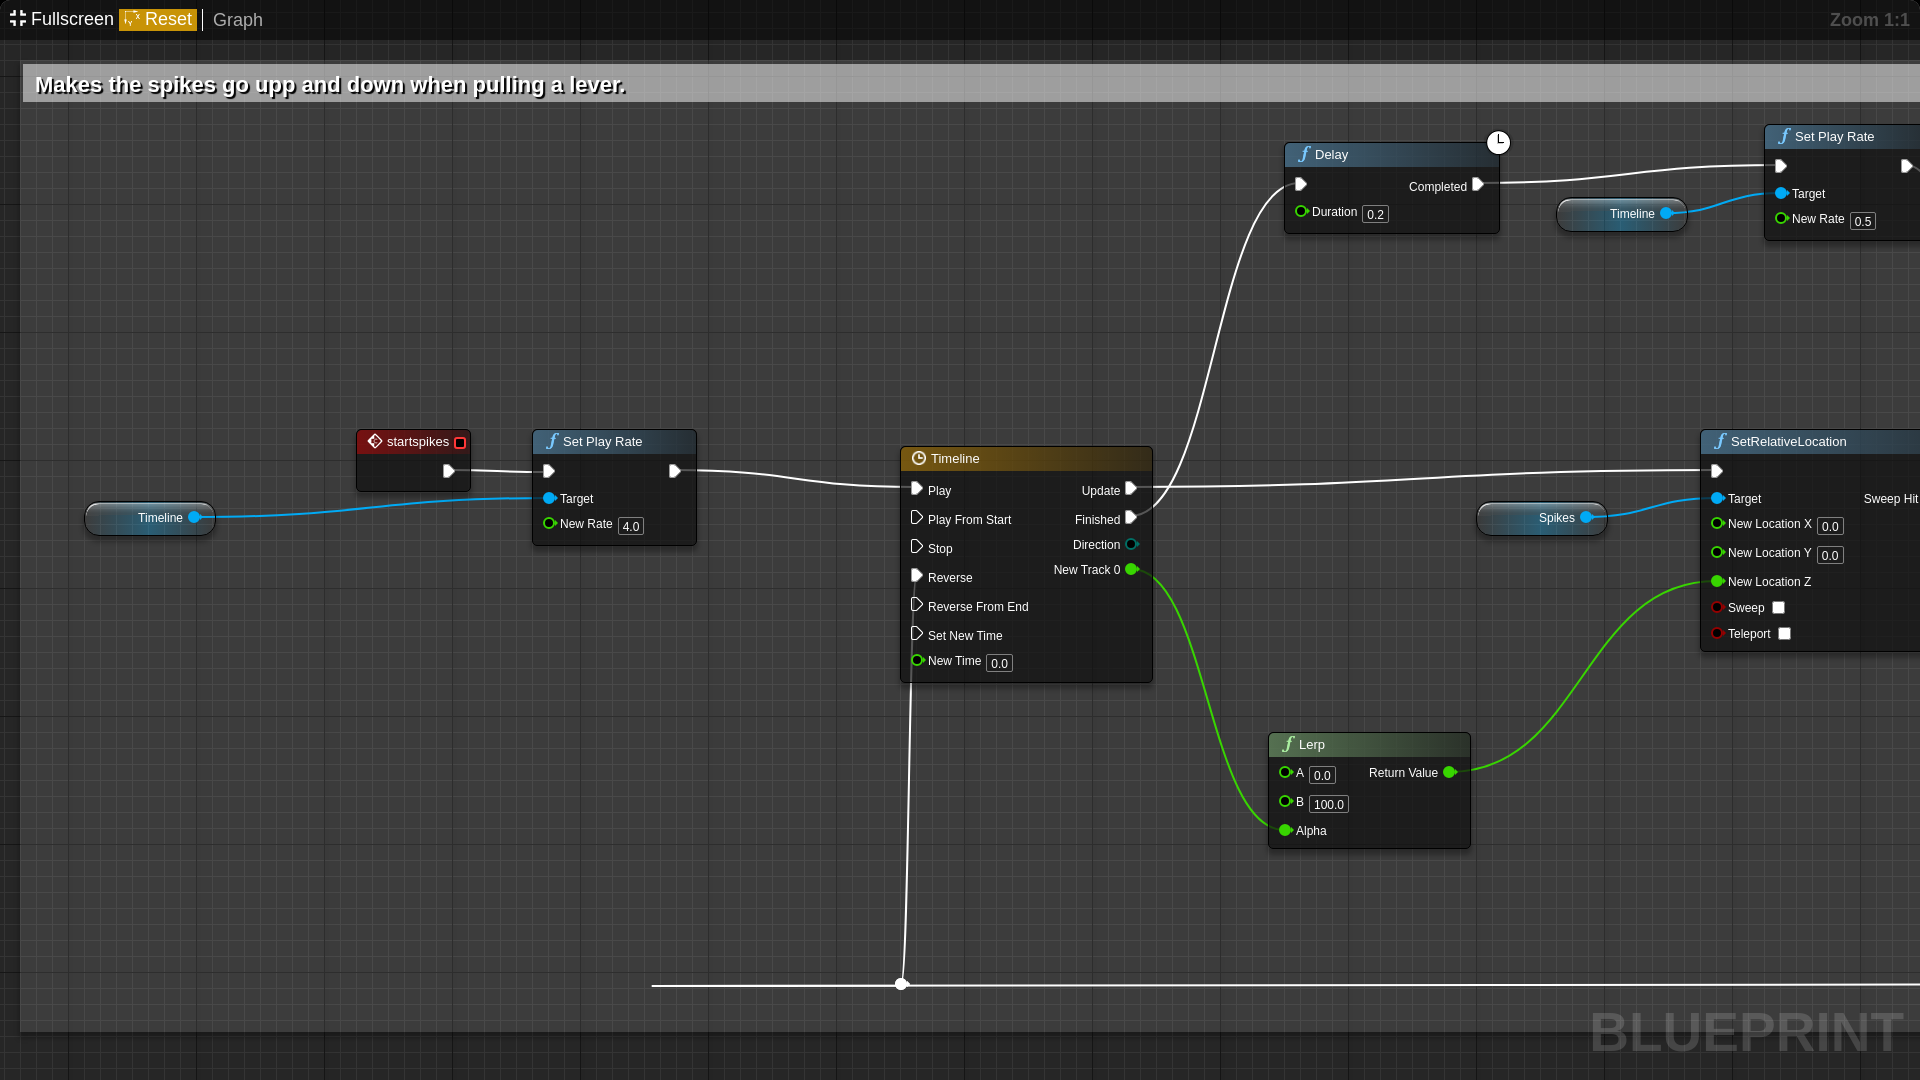 Fullscreen Reset Graph
Zoom 1:1
Makes the spikes go upp and down when pulling a lever.
Delay
Completed
Duration 0.2
Timeline
Set Play Rate
Target
New Rate 0.5
startspikes
Timeline
Set Play Rate
Target
New Rate 4.0
Timeline
Play Update
Play From Start Finished
Stop Direction
Reverse New Track 0
Reverse From End
Set New Time
New Time 0.0
Spikes
SetRelativeLocation
Target Sweep Hit
New Location X 0.0
New Location Y 0.0
New Location Z
Sweep
Teleport
Lerp
A 0.0 Return Value
B 100.0
Alpha
BLUEPRINT